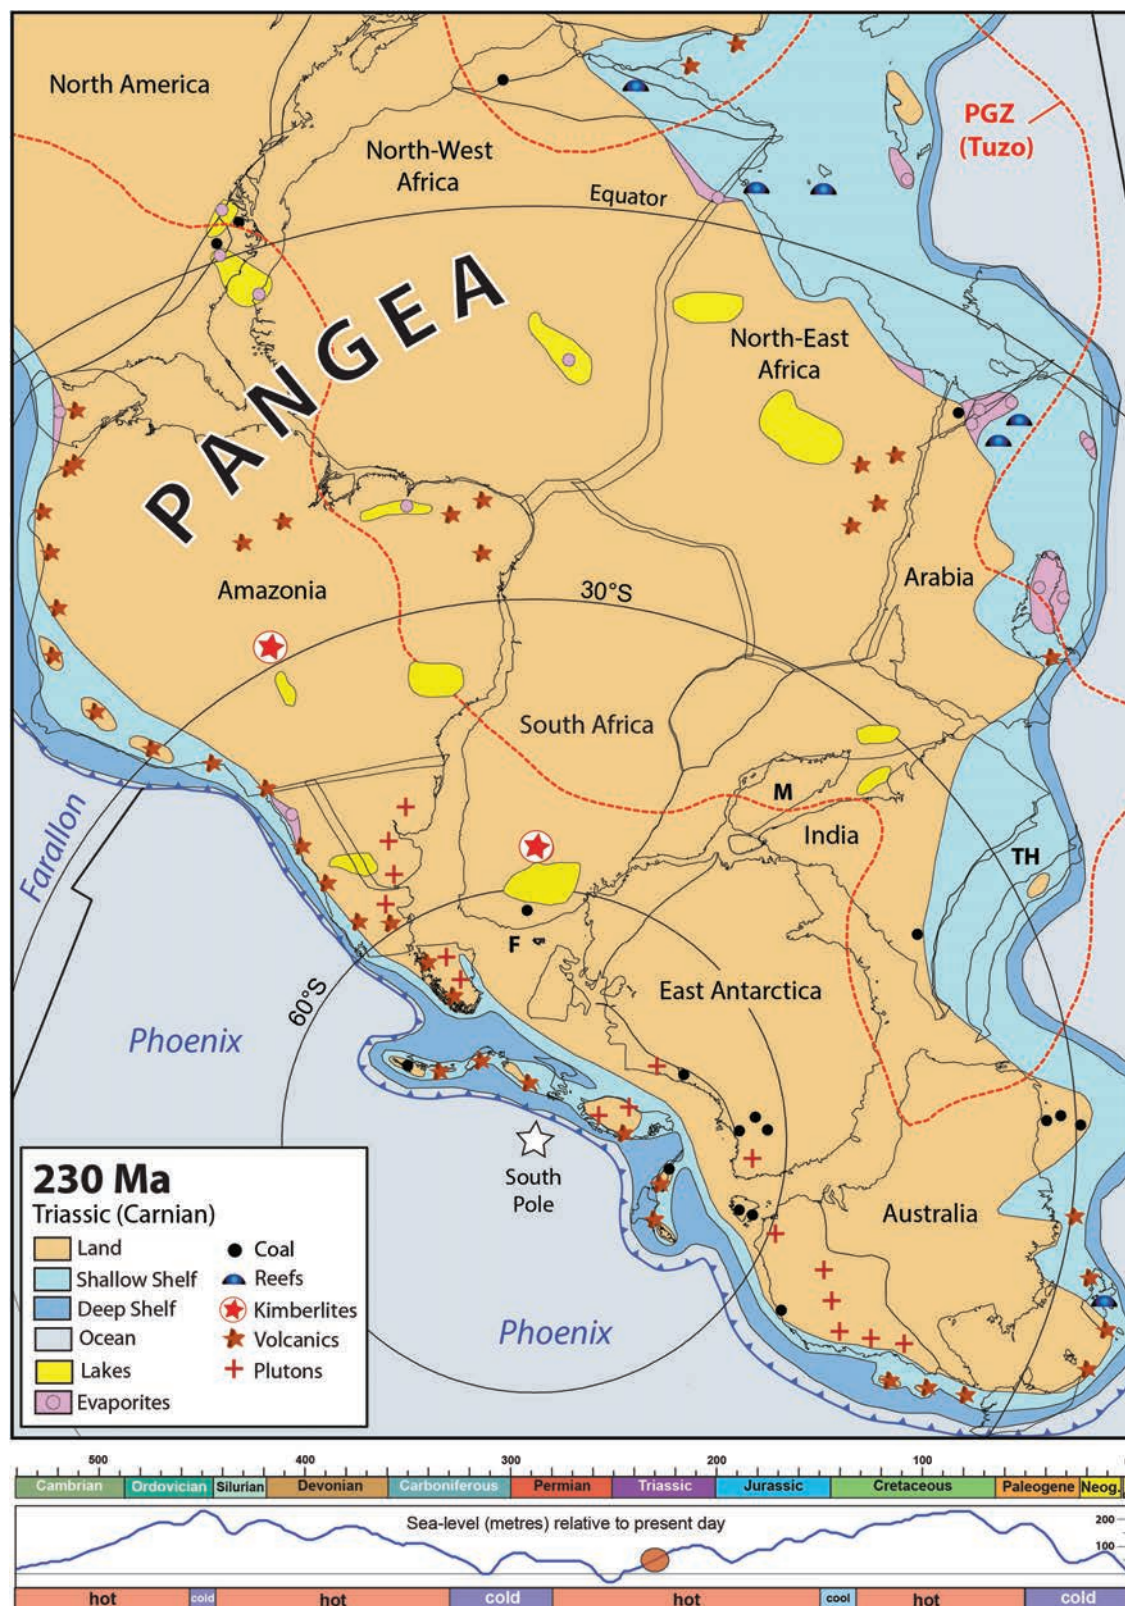 North America
PGZ
(Tuzo)
North-West
Africa
Equator
PANGEA
North-East
Africa
Amazonia
30°S
Arabia
South Africa
M
India
TH
Farallon
F
60°S
East Antarctica
Phoenix
South
Pole
Australia
Phoenix
230 Ma
Triassic (Carnian)
Land
Shallow Shelf
Deep Shelf
Ocean
Lakes
Evaporites
Coal
Reefs
Kimberlites
Volcanics
Plutons
500 400 300 200 100
Cambrian Ordovician Silurian Devonian Carboniferous Permian Triassic Jurassic Cretaceous Paleogene Neog.
Sea-level (metres) relative to present day
200
100
hot cold hot cold hot cool hot cold